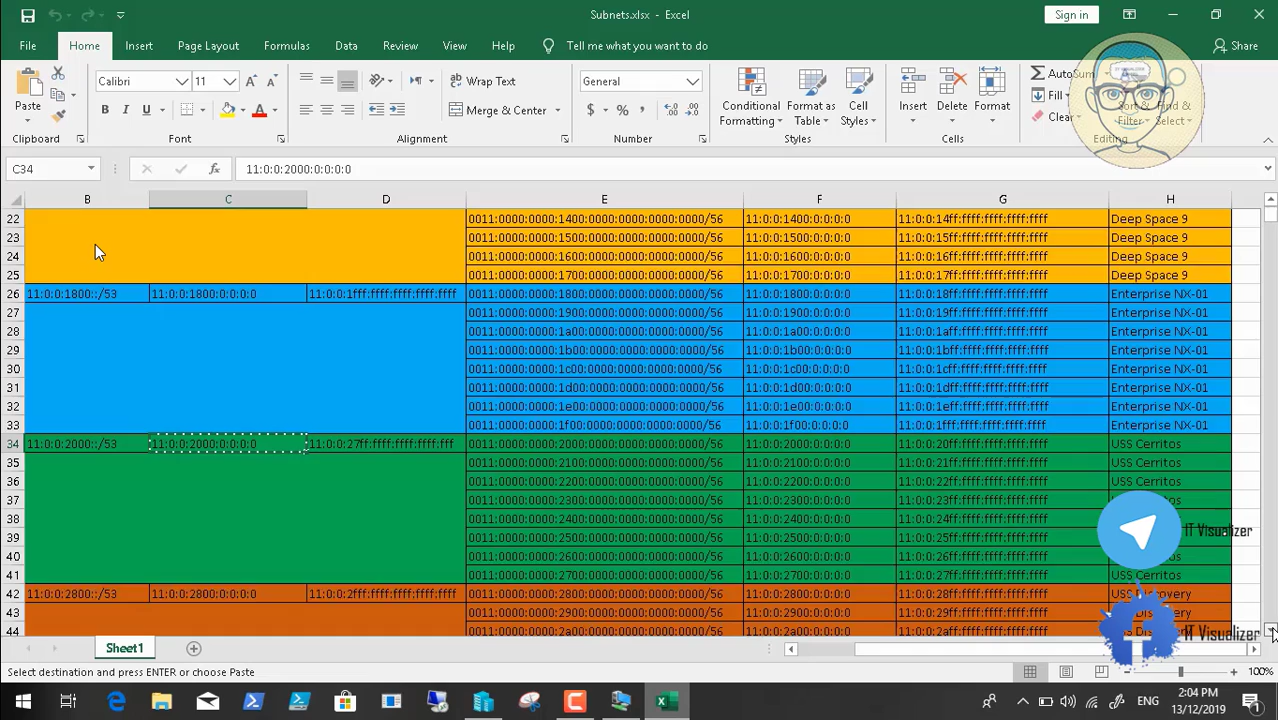 Subnets.xlsx - Excel
Sign in
File Home Insert Page Layout Formulas Data Review View Help Tell me what you want to do Share
Paste
Calibri 11
B I U
Wrap Text
Merge & Center
General
$ %
Conditional Formatting
Format as Table
Cell Styles
Insert Delete Format
AutoSum
Fill
Clear
Sort & Filter
Find & Select
Clipboard Font Alignment Number Styles Cells Editing
C34 fx 11:0:0:2000:0:0:0:0
B C D E F G H
22 0011:0000:0000:1400:0000:0000:0000:0000/56 11:0:0:1400:0:0:0:0 11:0:0:14ff:ffff:ffff:ffff:ffff Deep Space 9
23 0011:0000:0000:1500:0000:0000:0000:0000/56 11:0:0:1500:0:0:0:0 11:0:0:15ff:ffff:ffff:ffff:ffff Deep Space 9
24 0011:0000:0000:1600:0000:0000:0000:0000/56 11:0:0:1600:0:0:0:0 11:0:0:16ff:ffff:ffff:ffff:ffff Deep Space 9
25 0011:0000:0000:1700:0000:0000:0000:0000/56 11:0:0:1700:0:0:0:0 11:0:0:17ff:ffff:ffff:ffff:ffff Deep Space 9
26 11:0:0:1800::/53 11:0:0:1800:0:0:0:0 11:0:0:1fff:ffff:ffff:ffff:ffff 0011:0000:0000:1800:0000:0000:0000:0000/56 11:0:0:1800:0:0:0:0 11:0:0:18ff:ffff:ffff:ffff:ffff Enterprise NX-01
27 0011:0000:0000:1900:0000:0000:0000:0000/56 11:0:0:1900:0:0:0:0 11:0:0:19ff:ffff:ffff:ffff:ffff Enterprise NX-01
28 0011:0000:0000:1a00:0000:0000:0000:0000/56 11:0:0:1a00:0:0:0:0 11:0:0:1aff:ffff:ffff:ffff:ffff Enterprise NX-01
29 0011:0000:0000:1b00:0000:0000:0000:0000/56 11:0:0:1b00:0:0:0:0 11:0:0:1bff:ffff:ffff:ffff:ffff Enterprise NX-01
30 0011:0000:0000:1c00:0000:0000:0000:0000/56 11:0:0:1c00:0:0:0:0 11:0:0:1cff:ffff:ffff:ffff:ffff Enterprise NX-01
31 0011:0000:0000:1d00:0000:0000:0000:0000/56 11:0:0:1d00:0:0:0:0 11:0:0:1dff:ffff:ffff:ffff:ffff Enterprise NX-01
32 0011:0000:0000:1e00:0000:0000:0000:0000/56 11:0:0:1e00:0:0:0:0 11:0:0:1eff:ffff:ffff:ffff:ffff Enterprise NX-01
33 0011:0000:0000:1f00:0000:0000:0000:0000/56 11:0:0:1f00:0:0:0:0 11:0:0:1fff:ffff:ffff:ffff:ffff Enterprise NX-01
34 11:0:0:2000::/53 11:0:0:2000:0:0:0:0 11:0:0:27ff:ffff:ffff:ffff:fff 0011:0000:0000:2000:0000:0000:0000:0000/56 11:0:0:2000:0:0:0:0 11:0:0:20ff:ffff:ffff:ffff:ffff USS Cerritos
35 0011:0000:0000:2100:0000:0000:0000:0000/56 11:0:0:2100:0:0:0:0 11:0:0:21ff:ffff:ffff:ffff:ffff USS Cerritos
36 0011:0000:0000:2200:0000:0000:0000:0000/56 11:0:0:2200:0:0:0:0 11:0:0:22ff:ffff:ffff:ffff:ffff USS Cerritos
37 0011:0000:0000:2300:0000:0000:0000:0000/56 11:0:0:2300:0:0:0:0 11:0:0:23ff:ffff:ffff:ffff:ffff USS Cerritos
38 0011:0000:0000:2400:0000:0000:0000:0000/56 11:0:0:2400:0:0:0:0 11:0:0:24ff:ffff:ffff:ffff:ffff
39 0011:0000:0000:2500:0000:0000:0000:0000/56 11:0:0:2500:0:0:0:0 11:0:0:25ff:ffff:ffff:ffff:ffff IT Visualizer
40 0011:0000:0000:2600:0000:0000:0000:0000/56 11:0:0:2600:0:0:0:0 11:0:0:26ff:ffff:ffff:ffff:ffff
41 0011:0000:0000:2700:0000:0000:0000:0000/56 11:0:0:2700:0:0:0:0 11:0:0:27ff:ffff:ffff:ffff:ffff USS Cerritos
42 11:0:0:2800::/53 11:0:0:2800:0:0:0:0 11:0:0:2fff:ffff:ffff:ffff:ffff 0011:0000:0000:2800:0000:0000:0000:0000/56 11:0:0:2800:0:0:0:0 11:0:0:28ff:ffff:ffff:ffff:ffff USS Discovery
43 0011:0000:0000:2900:0000:0000:0000:0000/56 11:0:0:2900:0:0:0:0 11:0:0:29ff:ffff:ffff:ffff:ffff
44 0011:0000:0000:2a00:0000:0000:0000:0000/56 11:0:0:2a00:0:0:0:0 11:0:0:2aff:ffff:ffff:ffff:ffff IT Visualizer
Sheet1
Select destination and press ENTER or choose Paste 100%
ENG 2:04 PM
13/12/2019